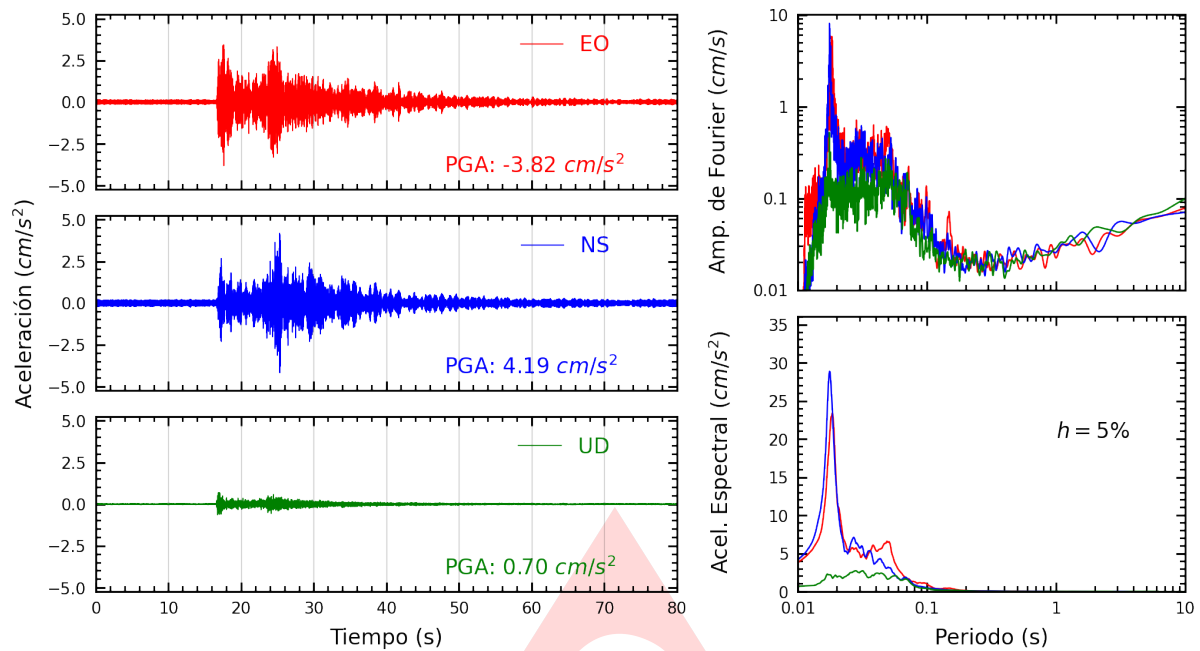 Aceleración (cm/s²)
5.0
2.5
0.0
−2.5
−5.0
EO
PGA: -3.82 cm/s²
5.0
2.5
0.0
−2.5
−5.0
NS
PGA: 4.19 cm/s²
5.0
2.5
0.0
−2.5
−5.0
UD
PGA: 0.70 cm/s²
0 10 20 30 40 50 60 70 80
Tiempo (s)
Amp. de Fourier (cm/s)
10
1
0.1
0.01
Acel. Espectral (cm/s²)
35
30
25
20
15
10
5
0
h = 5%
0.01 0.1 1 10
Periodo (s)